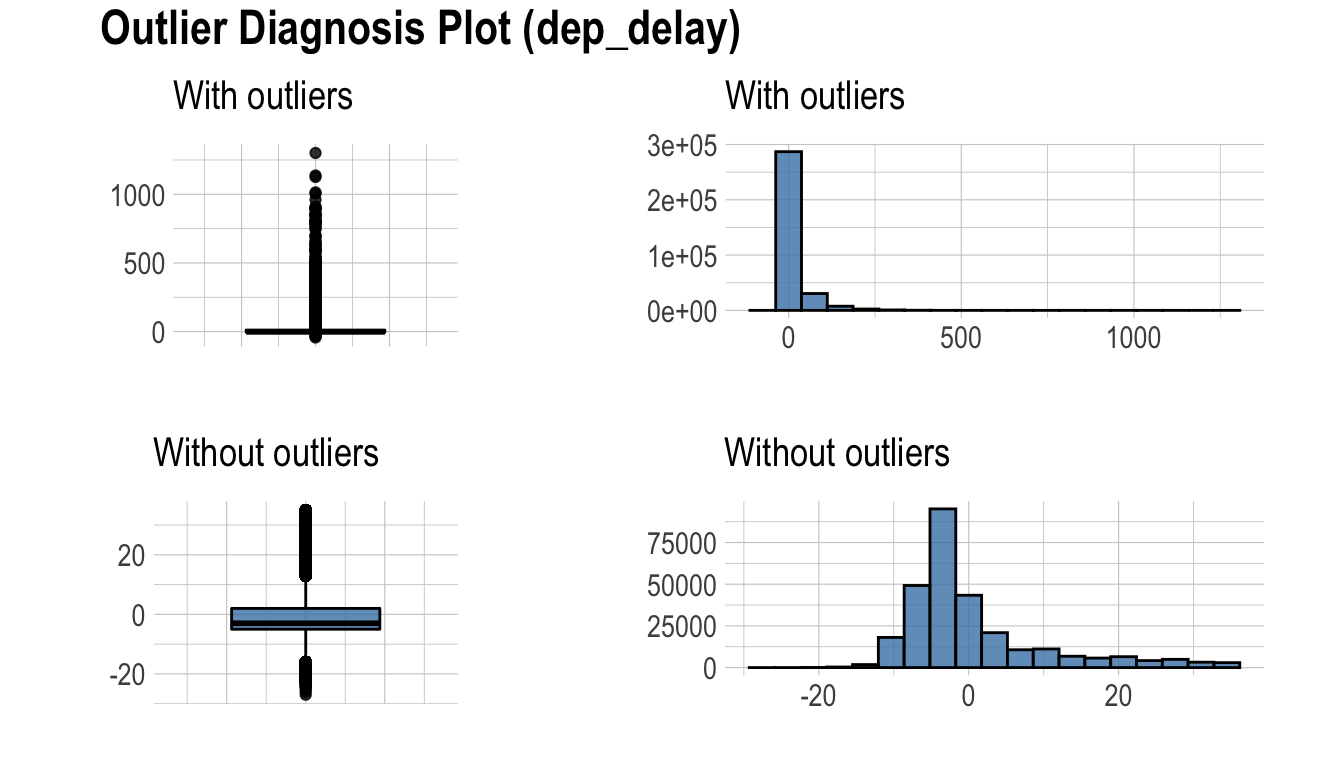 Outlier Diagnosis Plot (dep_delay)
With outliers
1000
500
0
With outliers
3e+05
2e+05
1e+05
0e+00
0 500 1000
Without outliers
20
0
-20
Without outliers
75000
50000
25000
0
-20 0 20